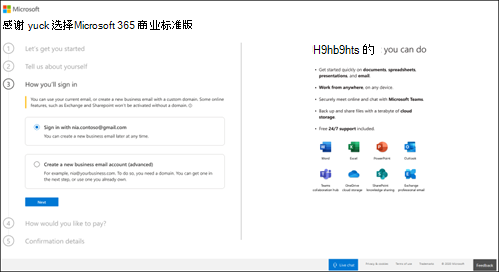 Microsoft
感谢 yuck 选择Microsoft 365 商业标准版
1 Let's get you started
2 Tell us about yourself
3 How you'll sign in
You can use your current email, or create a new business email with a custom domain. Some online
features, such as Exchange and Sharepoint won't be activated without a domain.
Sign in with nia.contoso@gmail.com
You can create a new business email later at any time.
Create a new business email account (advanced)
For example, nia@yourbusiness.com. To do so, you need a domain. You can get one in
the next step, or use one you already own.
Next
4 How would you like to pay?
5 Confirmation details
H9hb9hts 的 you can do
Get started quickly on documents, spreadsheets,
presentations, and email.
Work from anywhere, on any device.
Securely meet online and chat with Microsoft Teams.
Back up and share files with a terabyte of cloud
storage.
Free 24/7 support included.
Word
Excel
PowerPoint
Outlook
Teams
collaboration hub
OneDrive
cloud storage
SharePoint
knowledge sharing
Exchange
professional email
Privacy & cookies
Terms of use
Trademarks
© 2020 Microsoft
Feedback